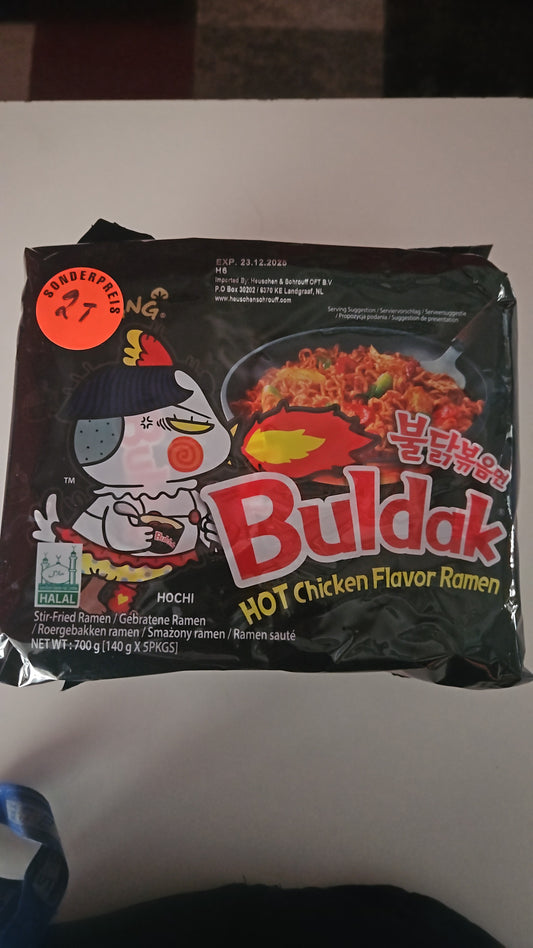 SONDERPREIS
NG®
EXP. 23.12.2025
H6
Imported By: Heuschen & Schrouff OFT B.V
P.O Box 30202 / 6370 KE Landgraaf, NL
www.heuschenschrouff.com
Serving Suggestion / Serviervorschlag / Serveersuggestie
/ Propozycja podania / Suggestion de présentation
불닭볶음면
Buldak
HOT Chicken Flavor Ramen
Buldak
TM
HALAL
HOCHI
Stir-Fried Ramen / Gebratene Ramen
/ Roergebakken ramen / Smażony ramen / Ramen sauté
NET WT : 700 g [140 g X 5PKGS]